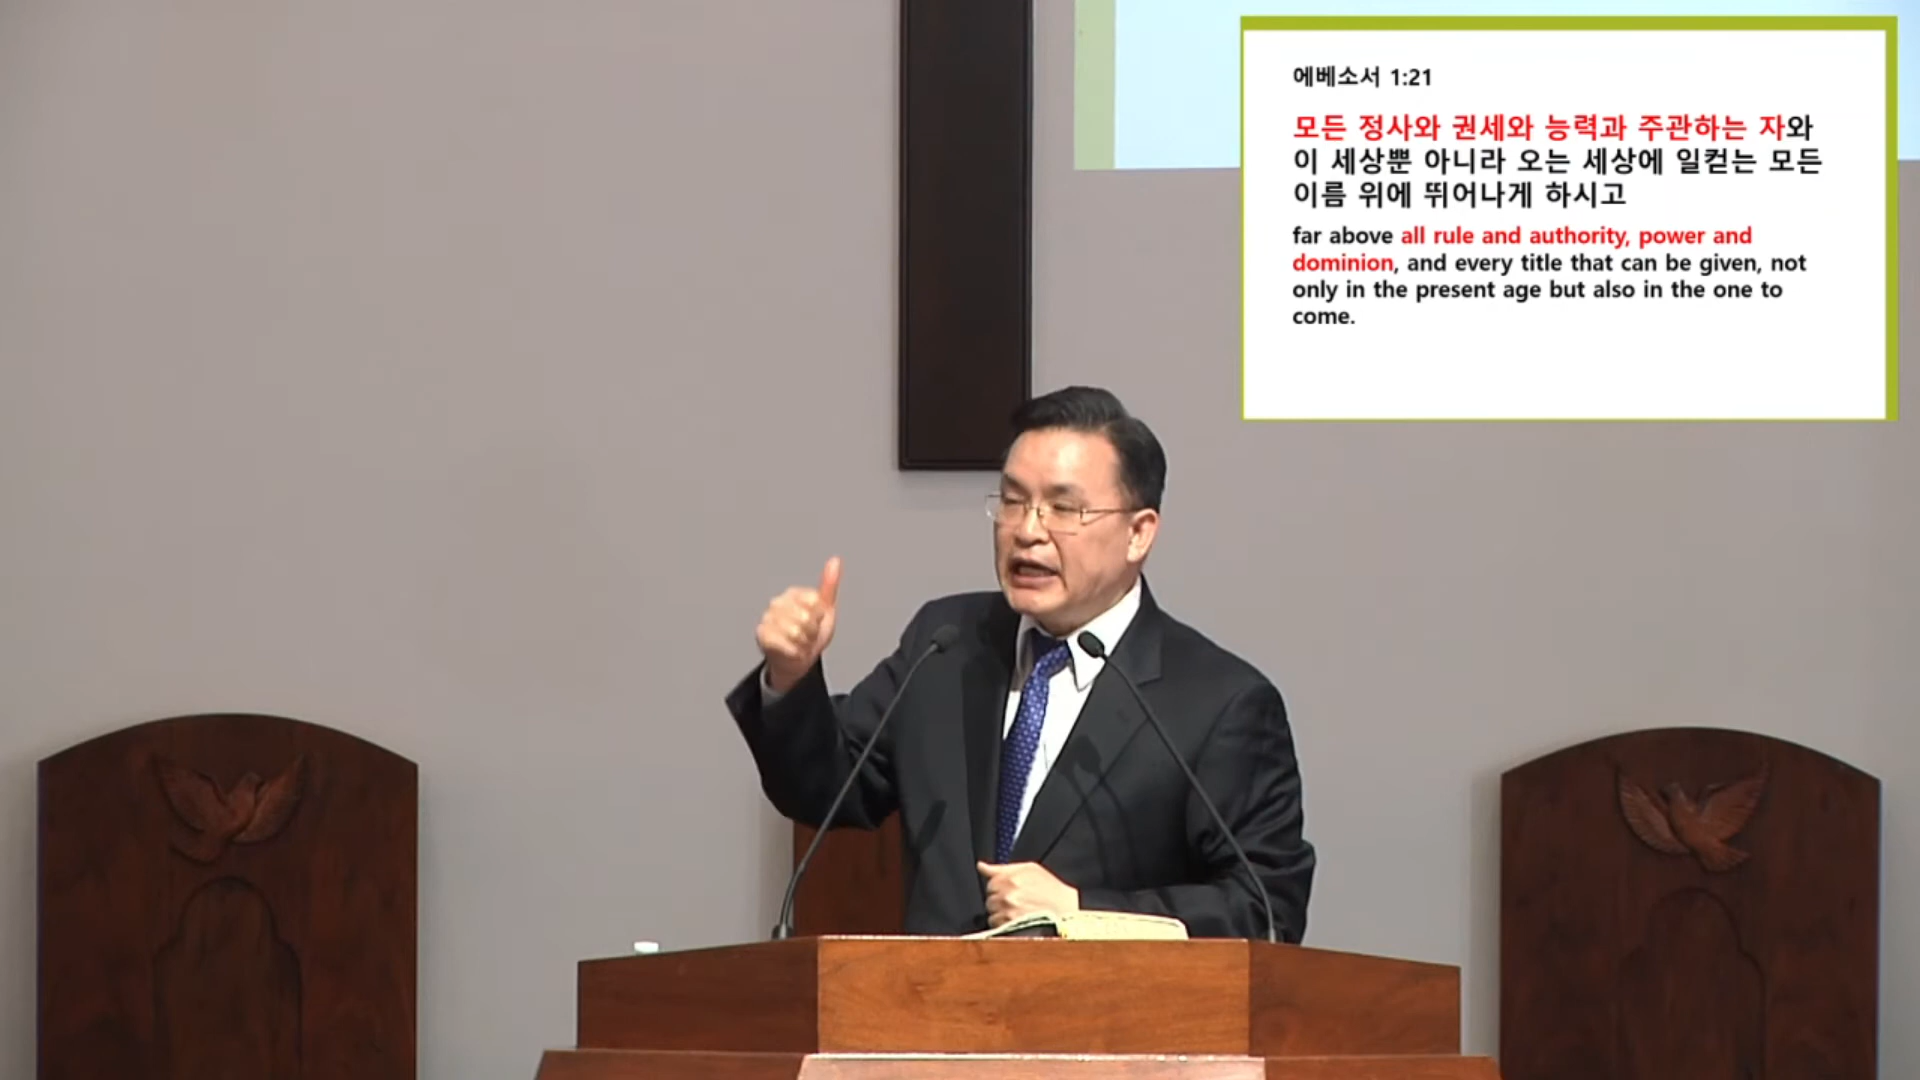 에베소서 1:21
모든 정사와 권세와 능력과 주관하는 자와
이 세상뿐 아니라 오는 세상에 일컫는 모든
이름 위에 뛰어나게 하시고
far above all rule and authority, power and
dominion, and every title that can be given, not
only in the present age but also in the one to
come.